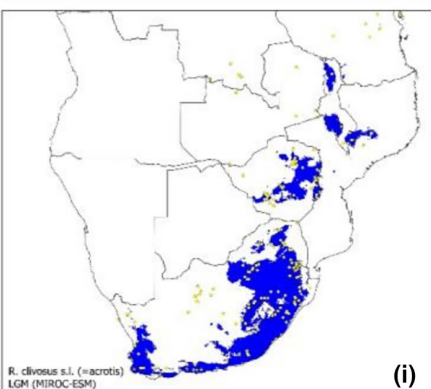 R. clivosus s.l. (=acrotis)
LGM (MIROC-ESM)
(i)